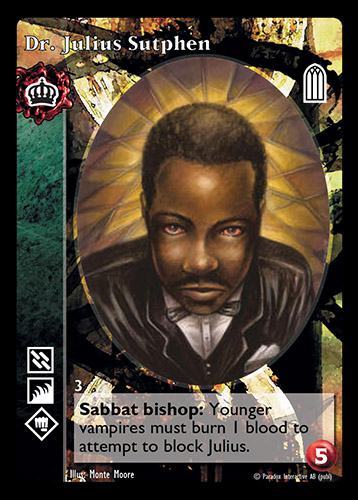 Dr. Julius Sutphen
3
Sabbat bishop: Younger
vampires must burn 1 blood to
attempt to block Julius.
5
Illus: Monte Moore
© Paradox Interactive AB (publ)